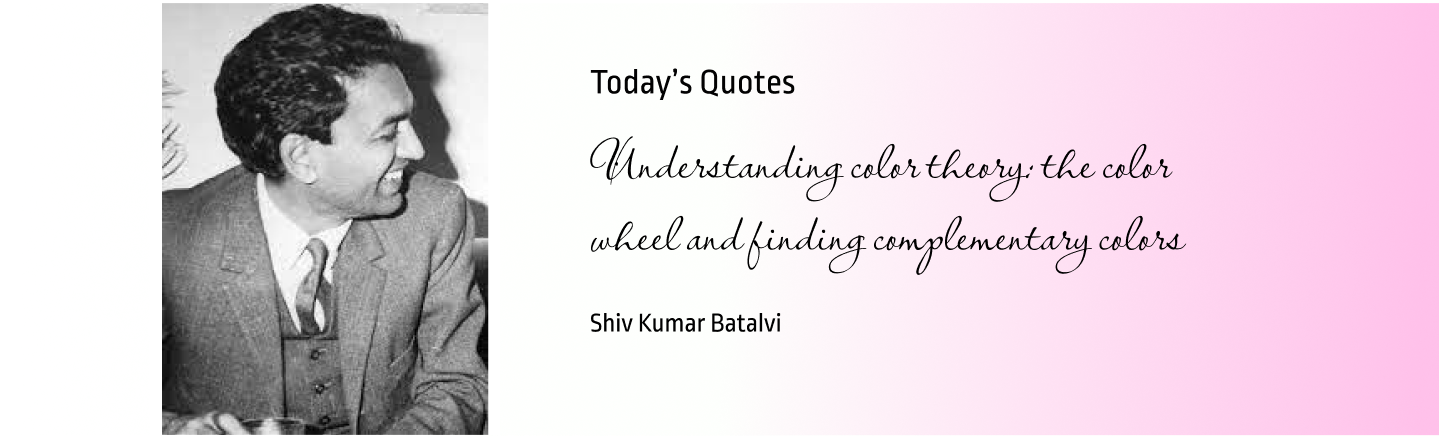 Today’s Quotes
Understanding color theory: the color
wheel and finding complementary colors
Shiv Kumar Batalvi